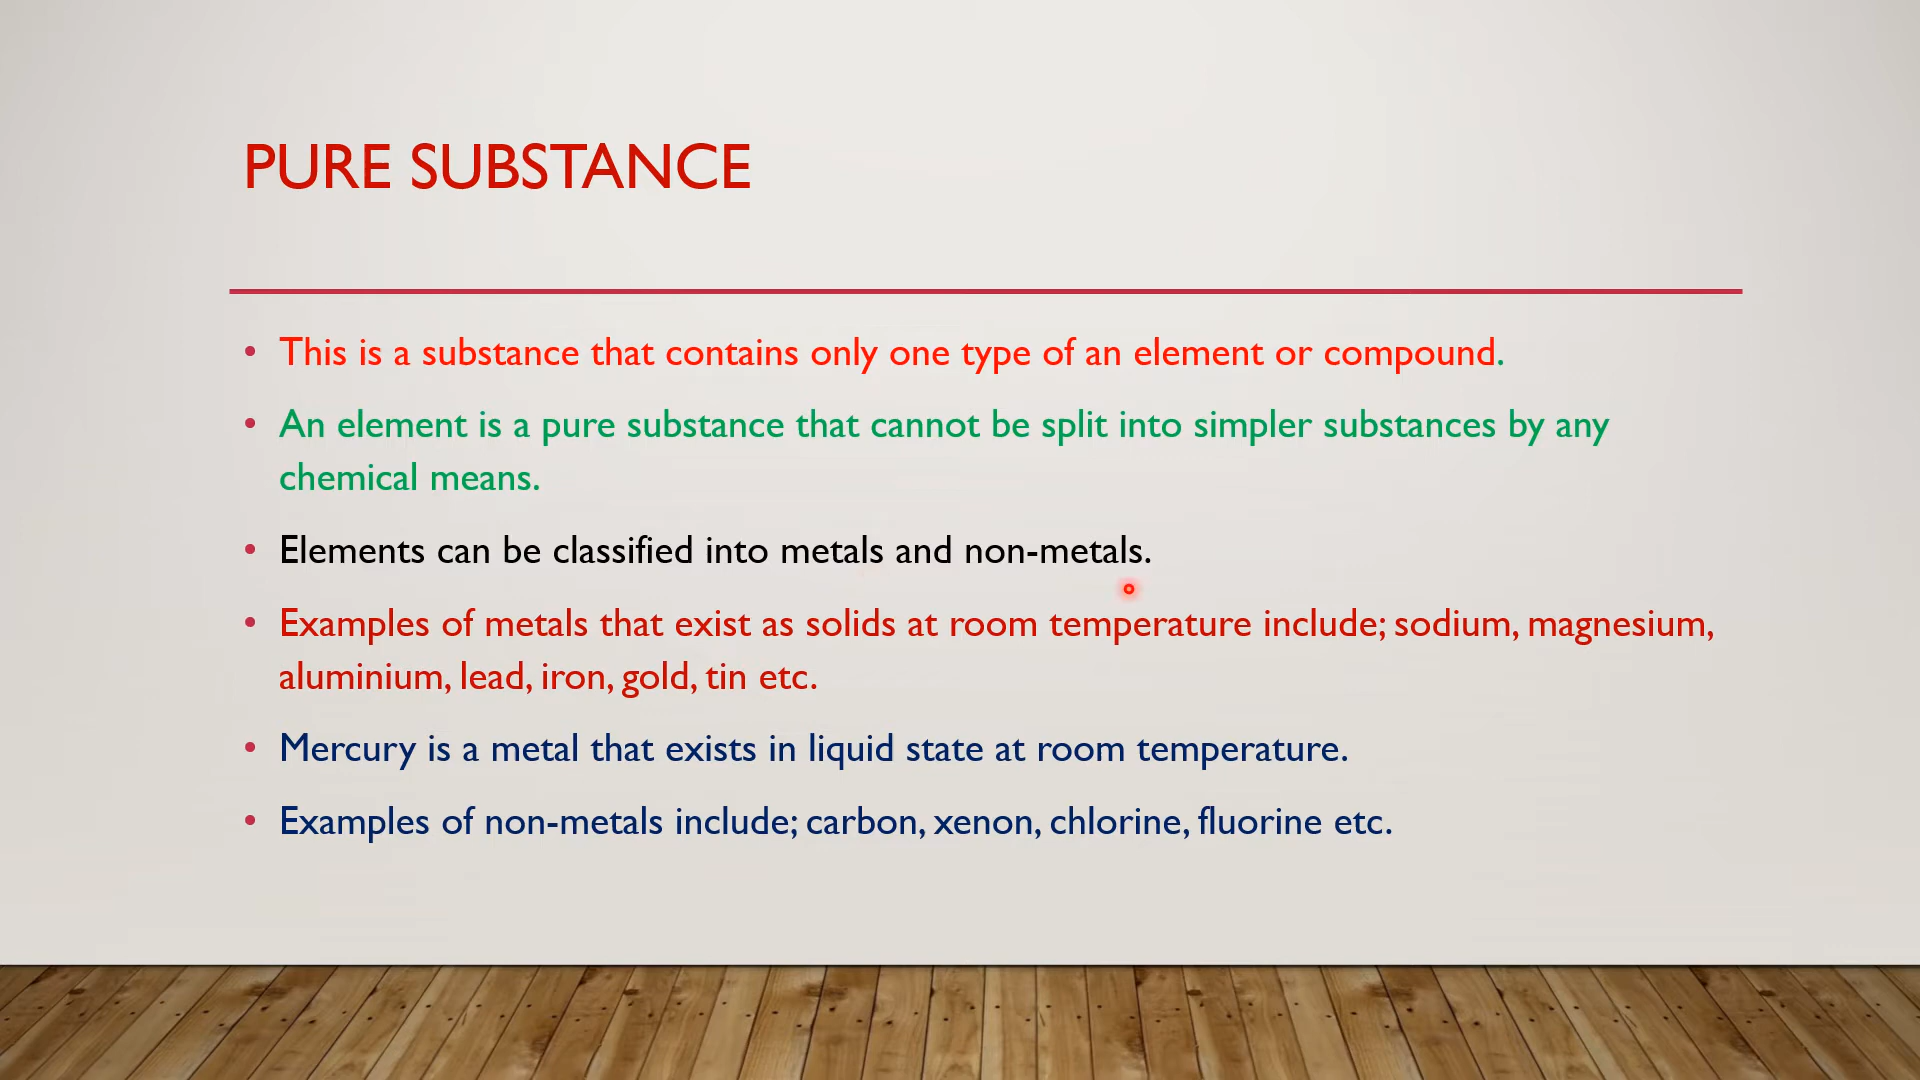 PURE SUBSTANCE
• This is a substance that contains only one type of an element or compound.
• An element is a pure substance that cannot be split into simpler substances by any
chemical means.
• Elements can be classified into metals and non-metals.
• Examples of metals that exist as solids at room temperature include; sodium, magnesium,
aluminium, lead, iron, gold, tin etc.
• Mercury is a metal that exists in liquid state at room temperature.
• Examples of non-metals include; carbon, xenon, chlorine, fluorine etc.